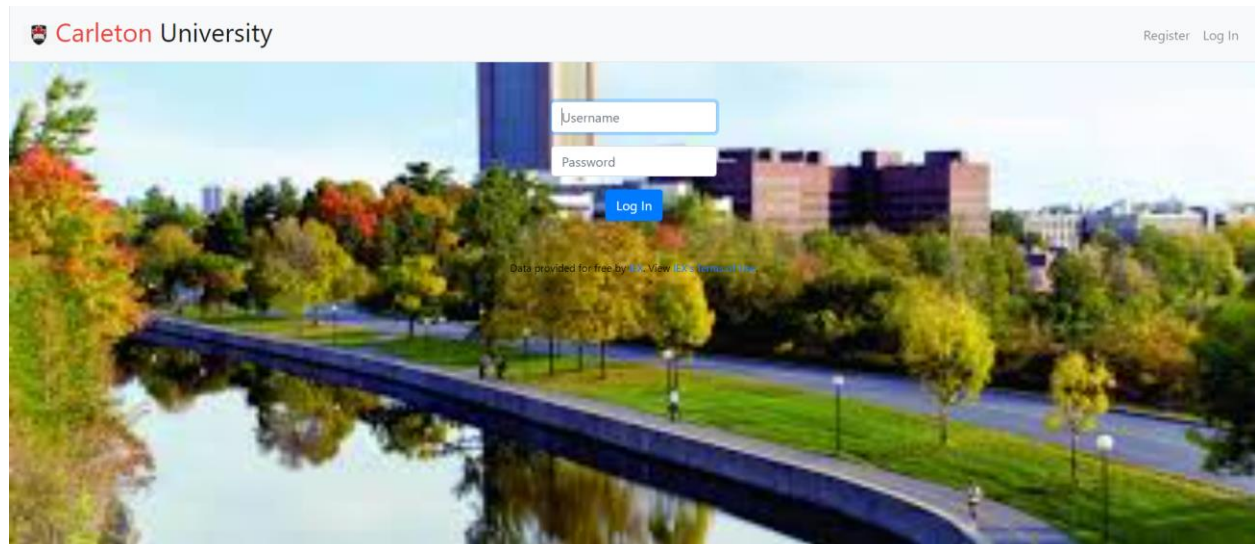 Carleton University
Register Log In
Username
Password
Log In
Data provided for free by IEX. View IEX's Terms of Use.